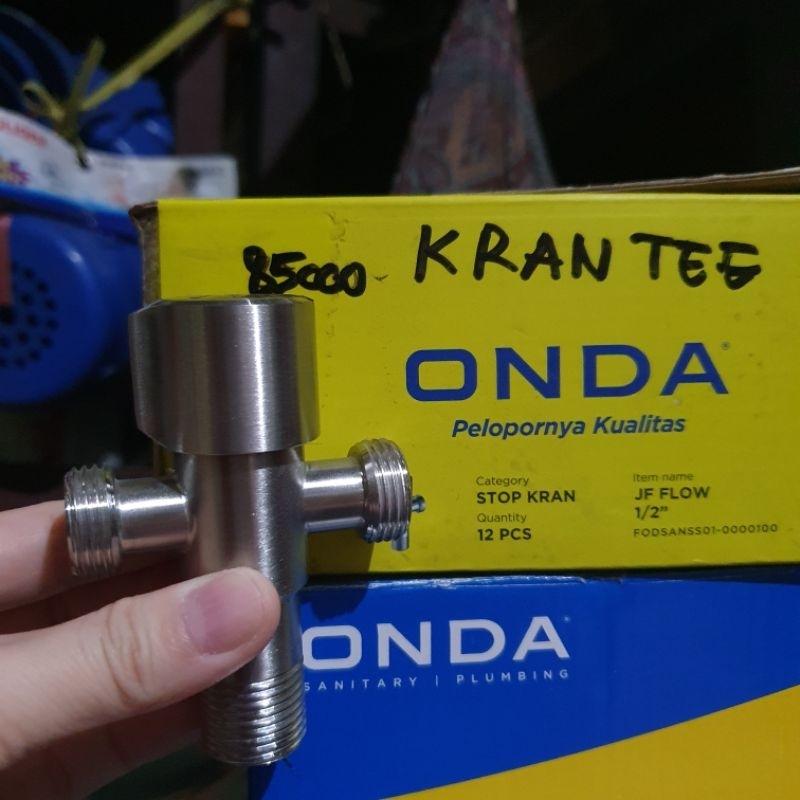 85000
KRAN TEE
ONDA
Pelopornya Kualitas
Category
STOP KRAN
Quantity
12 PCS
Item name
JF FLOW
1/2”
FODSANSS01-0000100
ONDA
SANITARY | PLUMBING